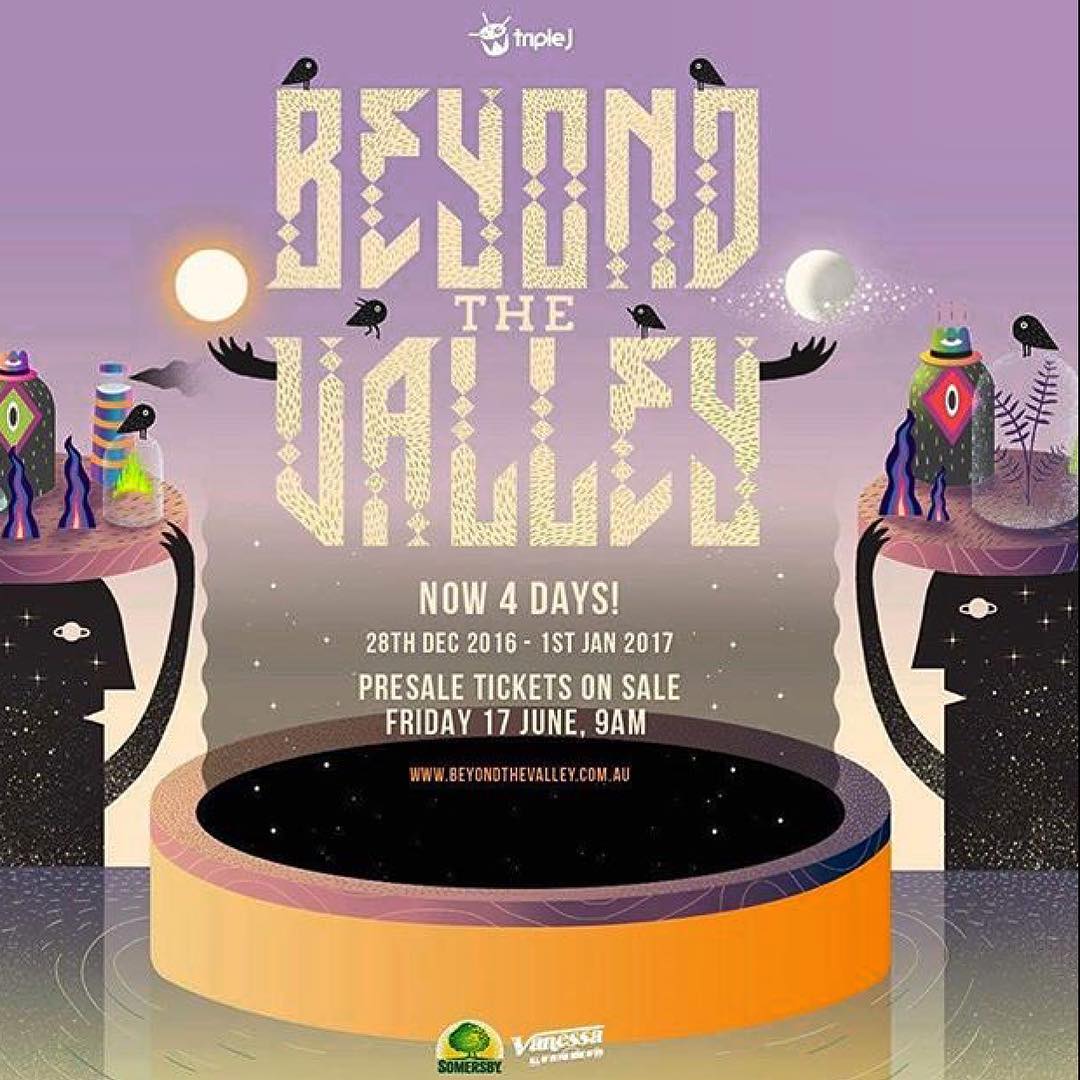 triple j
BEYOND
THE
VALLEY
NOW 4 DAYS!
28TH DEC 2016 - 1ST JAN 2017
PRESALE TICKETS ON SALE
FRIDAY 17 JUNE, 9AM
WWW.BEYONDTHEVALLEY.COM.AU
SOMERSBY
Vanessa